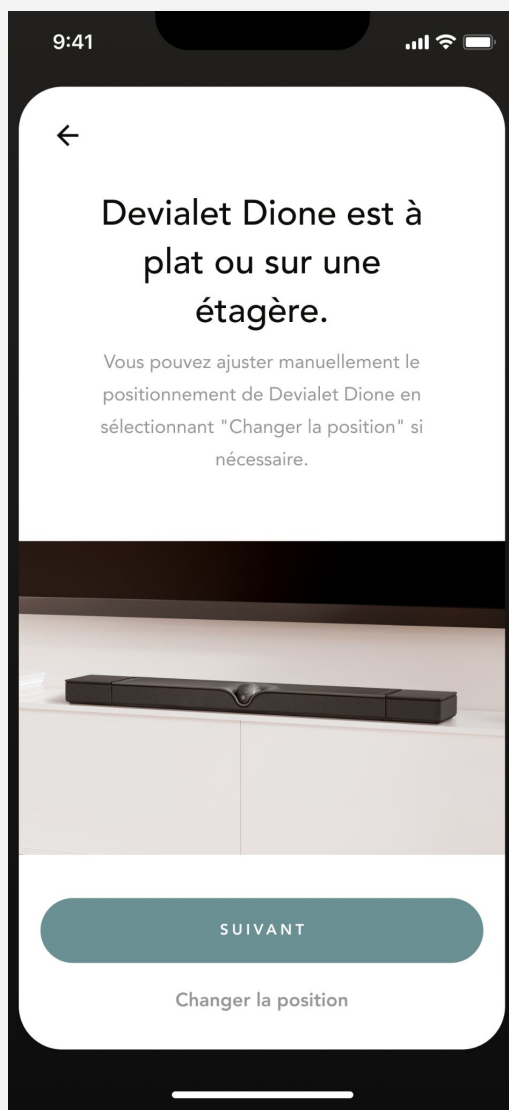 9:41
Devialet Dione est à
plat ou sur une
étagère.
Vous pouvez ajuster manuellement le
positionnement de Devialet Dione en
sélectionnant "Changer la position" si
nécessaire.
SUIVANT
Changer la position